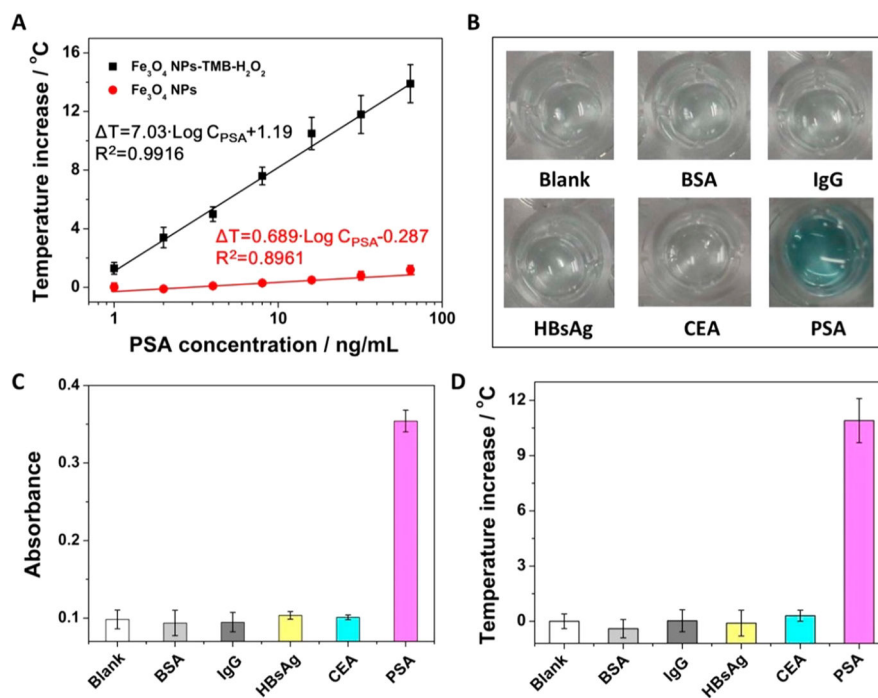 A
Temperature increase / °C
16
12
8
4
0
Fe₃O₄ NPs-TMB-H₂O₂
Fe₃O₄ NPs
ΔT=7.03·Log C_PSA+1.19
R²=0.9916
ΔT=0.689·Log C_PSA-0.287
R²=0.8961
1
10
100
PSA concentration / ng/mL
B
Blank
BSA
IgG
HBsAg
CEA
PSA
C
Absorbance
0.4
0.3
0.2
0.1
Blank
BSA
IgG
HBsAg
CEA
PSA
D
Temperature increase / °C
12
9
6
3
0
Blank
BSA
IgG
HBsAg
CEA
PSA